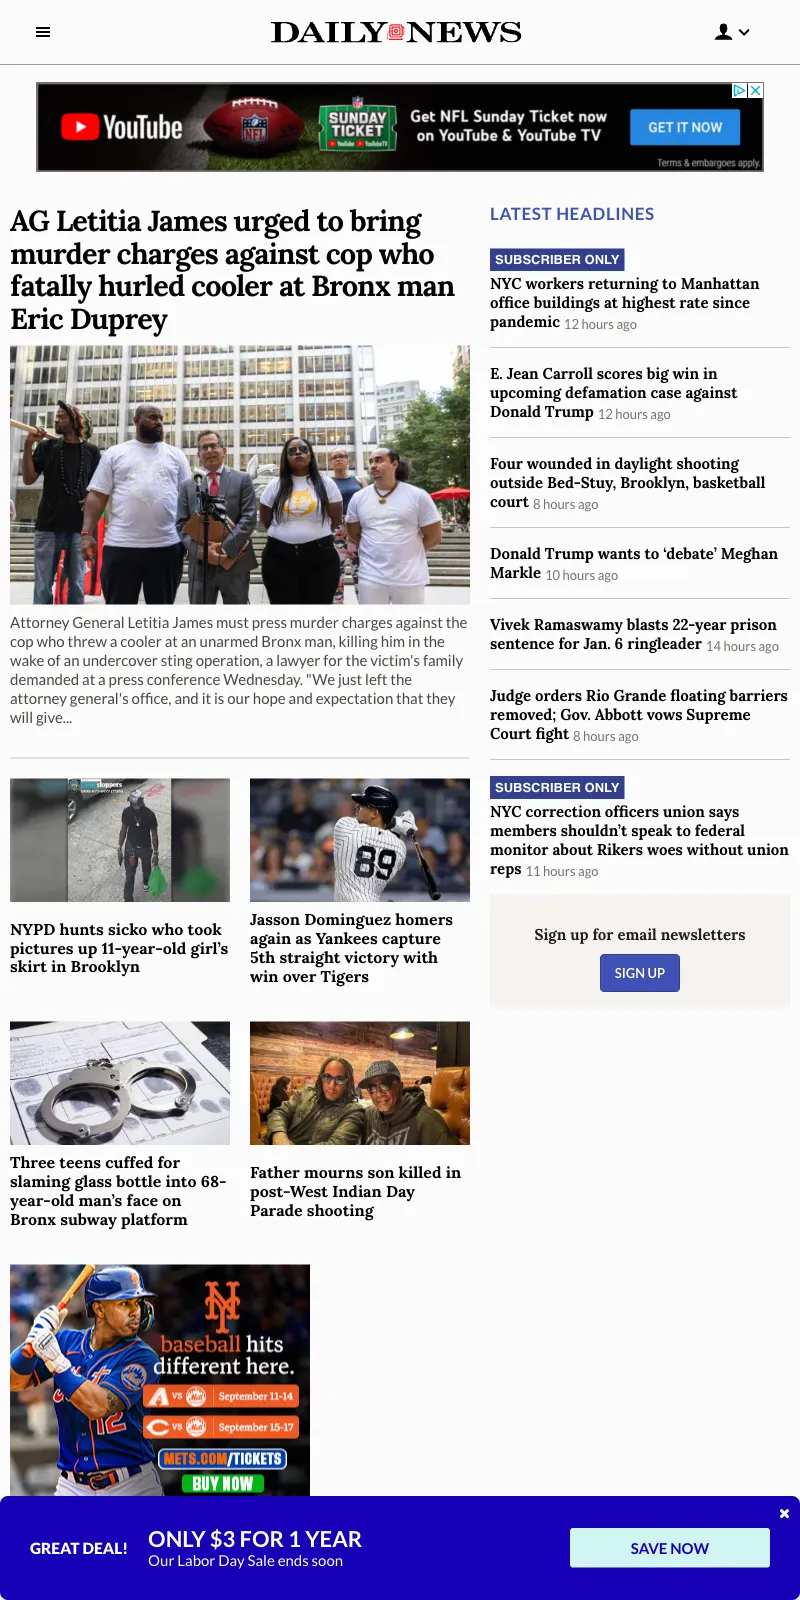 DAILY NEWS
YouTube
NFL
SUNDAY
TICKET
YouTube YouTubeTV
Get NFL Sunday Ticket now
on YouTube & YouTube TV
GET IT NOW
Terms & embargoes apply.
AG Letitia James urged to bring
murder charges against cop who
fatally hurled cooler at Bronx man
Eric Duprey
Attorney General Letitia James must press murder charges against the
cop who threw a cooler at an unarmed Bronx man, killing him in the
wake of an undercover sting operation, a lawyer for the victim's family
demanded at a press conference Wednesday. "We just left the
attorney general's office, and it is our hope and expectation that they
will give...
89
NYPD hunts sicko who took
pictures up 11-year-old girl’s
skirt in Brooklyn
Jasson Dominguez homers
again as Yankees capture
5th straight victory with
win over Tigers
Three teens cuffed for
slaming glass bottle into 68-
year-old man’s face on
Bronx subway platform
Father mourns son killed in
post-West Indian Day
Parade shooting
LATEST HEADLINES
SUBSCRIBER ONLY
NYC workers returning to Manhattan
office buildings at highest rate since
pandemic 12 hours ago
E. Jean Carroll scores big win in
upcoming defamation case against
Donald Trump 12 hours ago
Four wounded in daylight shooting
outside Bed-Stuy, Brooklyn, basketball
court 8 hours ago
Donald Trump wants to ‘debate’ Meghan
Markle 10 hours ago
Vivek Ramaswamy blasts 22-year prison
sentence for Jan. 6 ringleader 14 hours ago
Judge orders Rio Grande floating barriers
removed; Gov. Abbott vows Supreme
Court fight 8 hours ago
SUBSCRIBER ONLY
NYC correction officers union says
members shouldn’t speak to federal
monitor about Rikers woes without union
reps 11 hours ago
Sign up for email newsletters
SIGN UP
NY
baseball hits
different here.
A vs Mets September 11-14
C vs Mets September 15-17
METS.COM/TICKETS
BUY NOW
12
GREAT DEAL!
ONLY $3 FOR 1 YEAR
Our Labor Day Sale ends soon
SAVE NOW